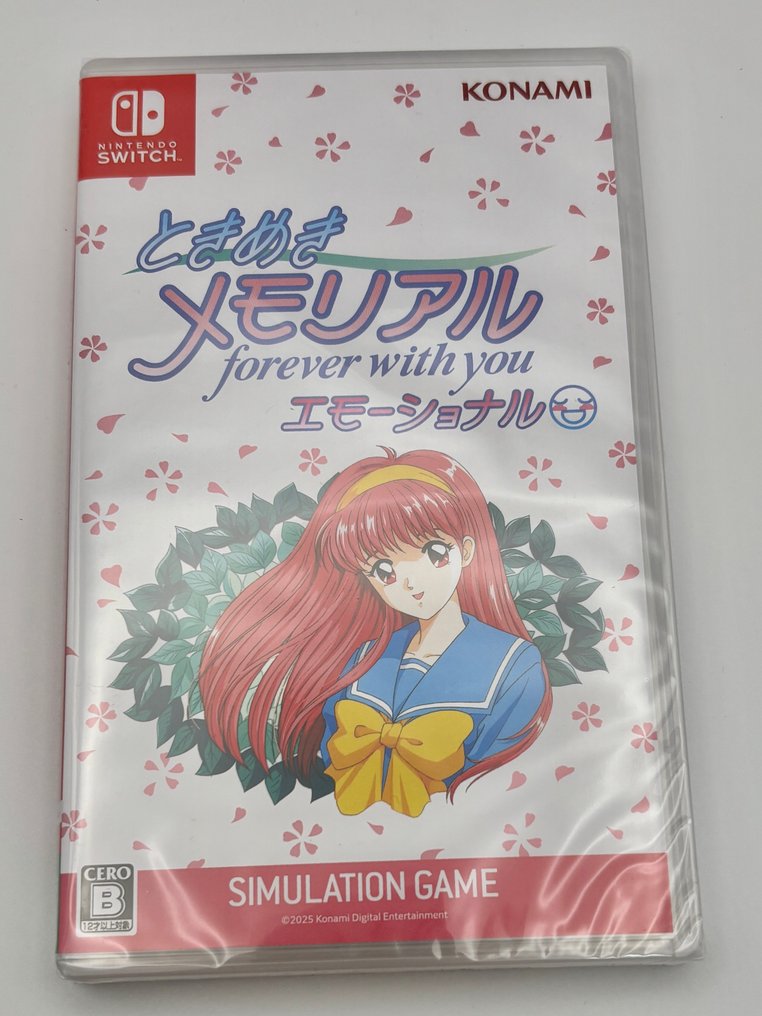 KONAMI
NINTENDO
SWITCH™
ときめき
メモリアル
forever with you
エモーショナル
CERO
B
12才以上対象
SIMULATION GAME
©2025 Konami Digital Entertainment